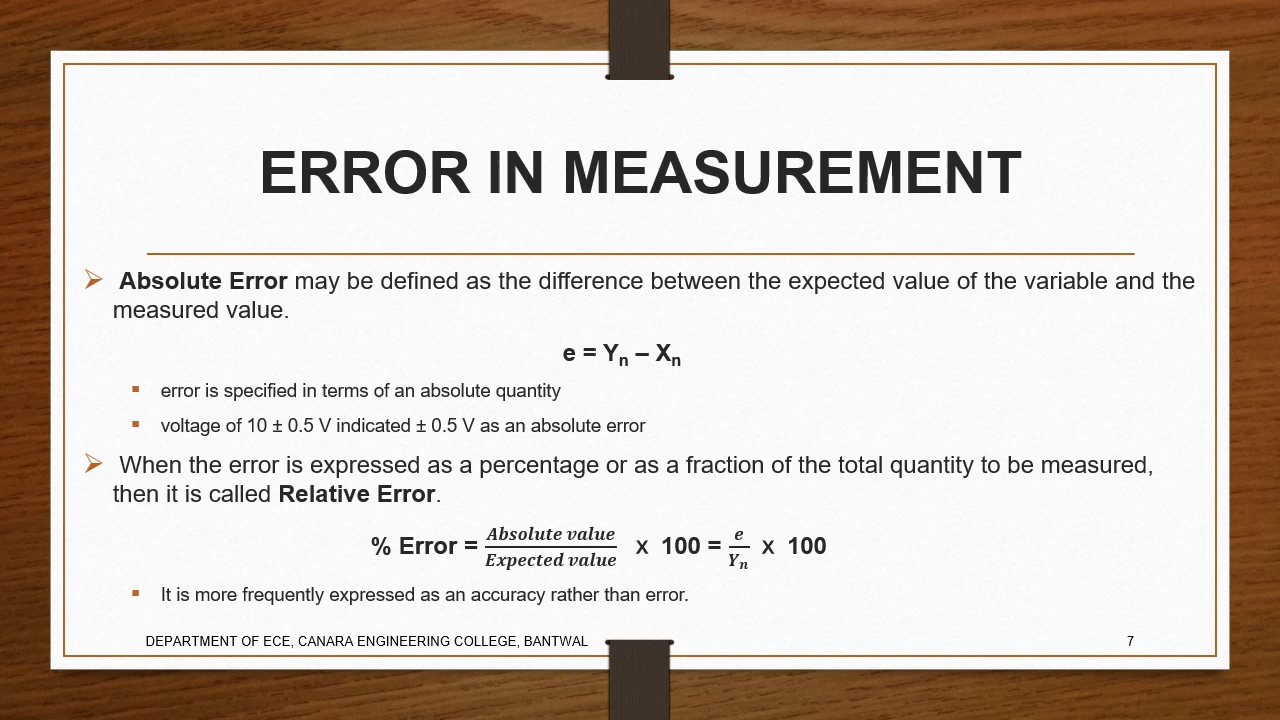 ERROR IN MEASUREMENT
➢ Absolute Error may be defined as the difference between the expected value of the variable and the
measured value.
e = Yₙ – Xₙ
▪ error is specified in terms of an absolute quantity
▪ voltage of 10 ± 0.5 V indicated ± 0.5 V as an absolute error
➢ When the error is expressed as a percentage or as a fraction of the total quantity to be measured,
then it is called Relative Error.
% Error = Absolute value / Expected value x 100 = e / Yₙ x 100
▪ It is more frequently expressed as an accuracy rather than error.
DEPARTMENT OF ECE, CANARA ENGINEERING COLLEGE, BANTWAL 7